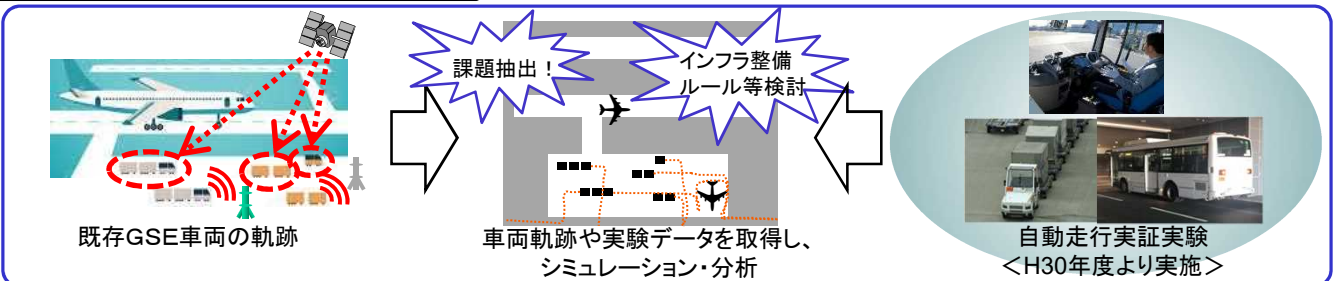 課題抽出！
インフラ整備
ルール等検討
既存GSE車両の軌跡
車両軌跡や実験データを取得し、
シミュレーション・分析
自動走行実証実験
＜H30年度より実施＞